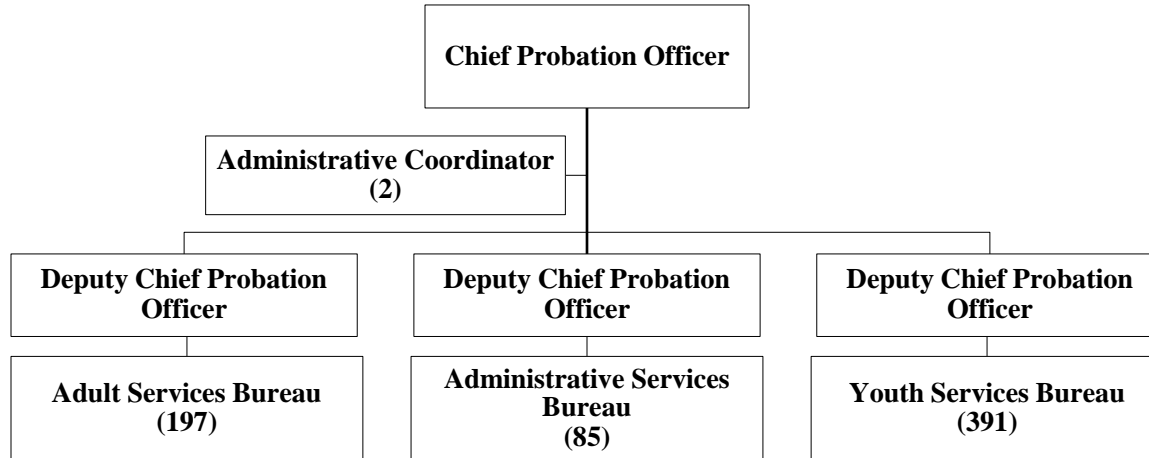 Chief Probation Officer
Administrative Coordinator
(2)
Deputy Chief Probation
Officer
Deputy Chief Probation
Officer
Deputy Chief Probation
Officer
Adult Services Bureau
(197)
Administrative Services
Bureau
(85)
Youth Services Bureau
(391)